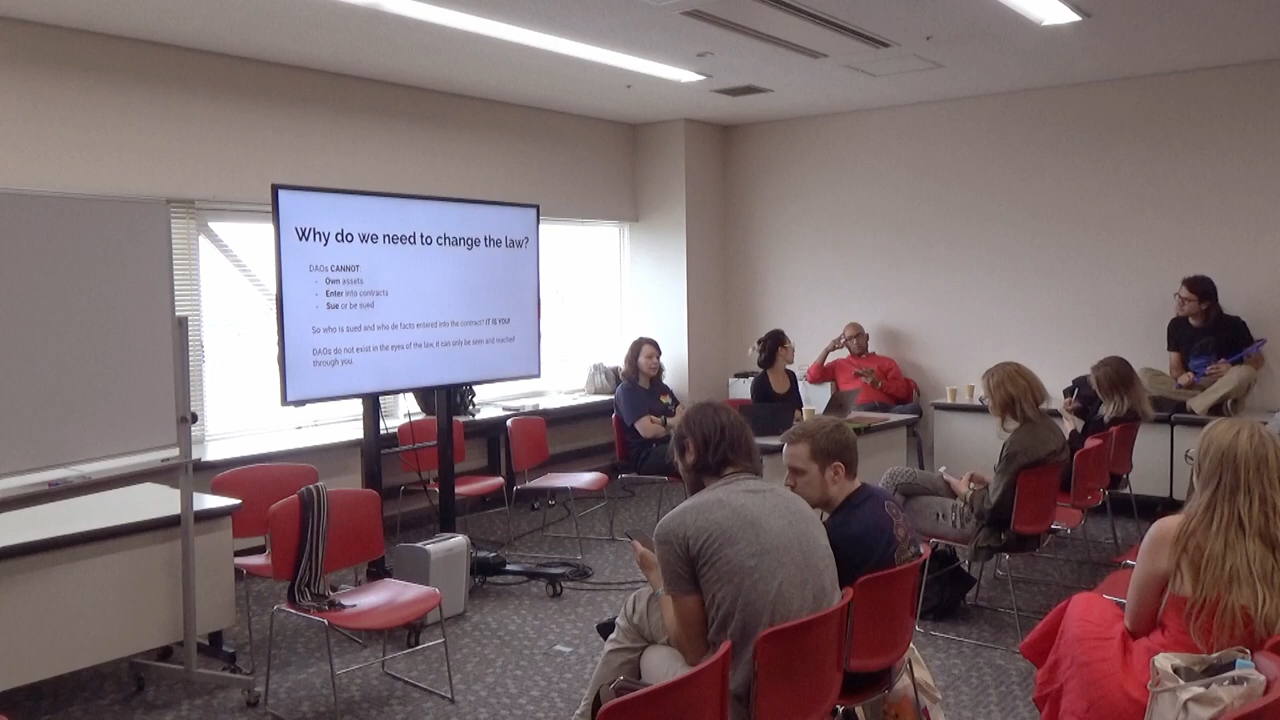 Why do we need to change the law?
DAOs CANNOT:
- Own assets
- Enter into contracts
- Sue or be sued
So who is sued and who de facto entered into the contract? IT IS YOU!
DAOs do not exist in the eyes of the law, it can only be seen and reached
through you.